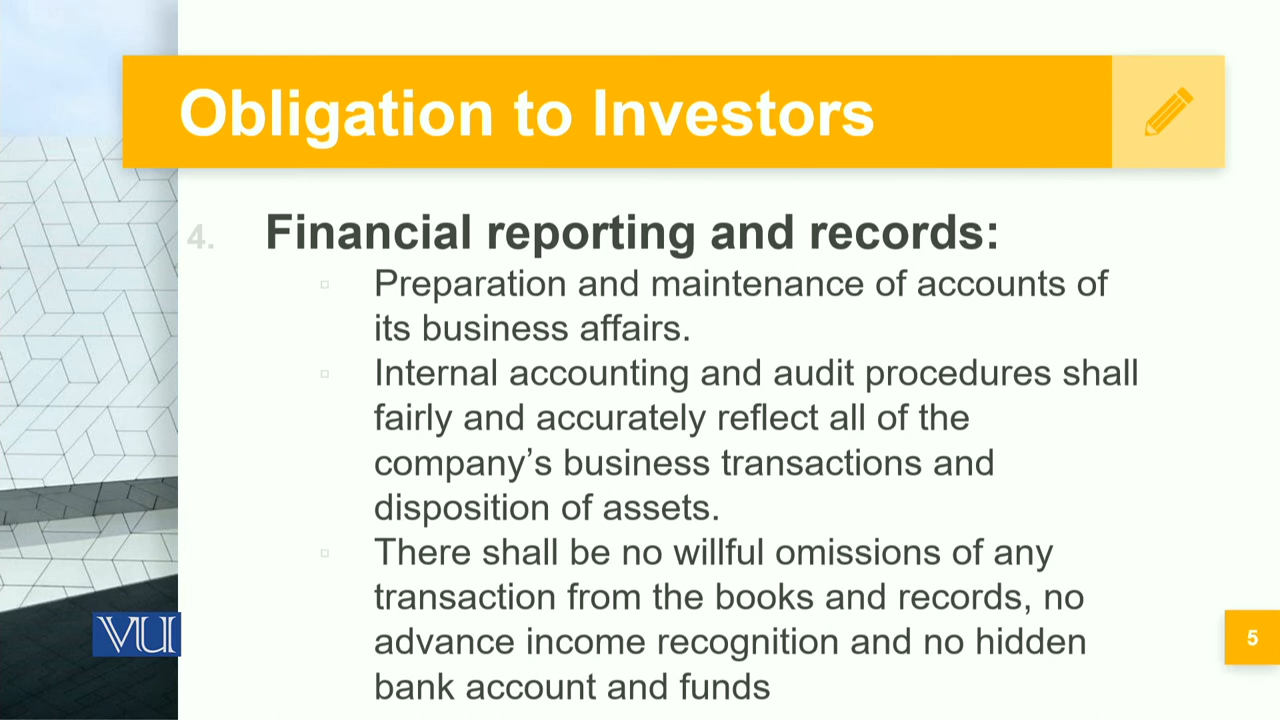 Obligation to Investors
4. Financial reporting and records:
▫ Preparation and maintenance of accounts of
its business affairs.
▫ Internal accounting and audit procedures shall
fairly and accurately reflect all of the
company’s business transactions and
disposition of assets.
▫ There shall be no willful omissions of any
transaction from the books and records, no
advance income recognition and no hidden
bank account and funds
VU
5